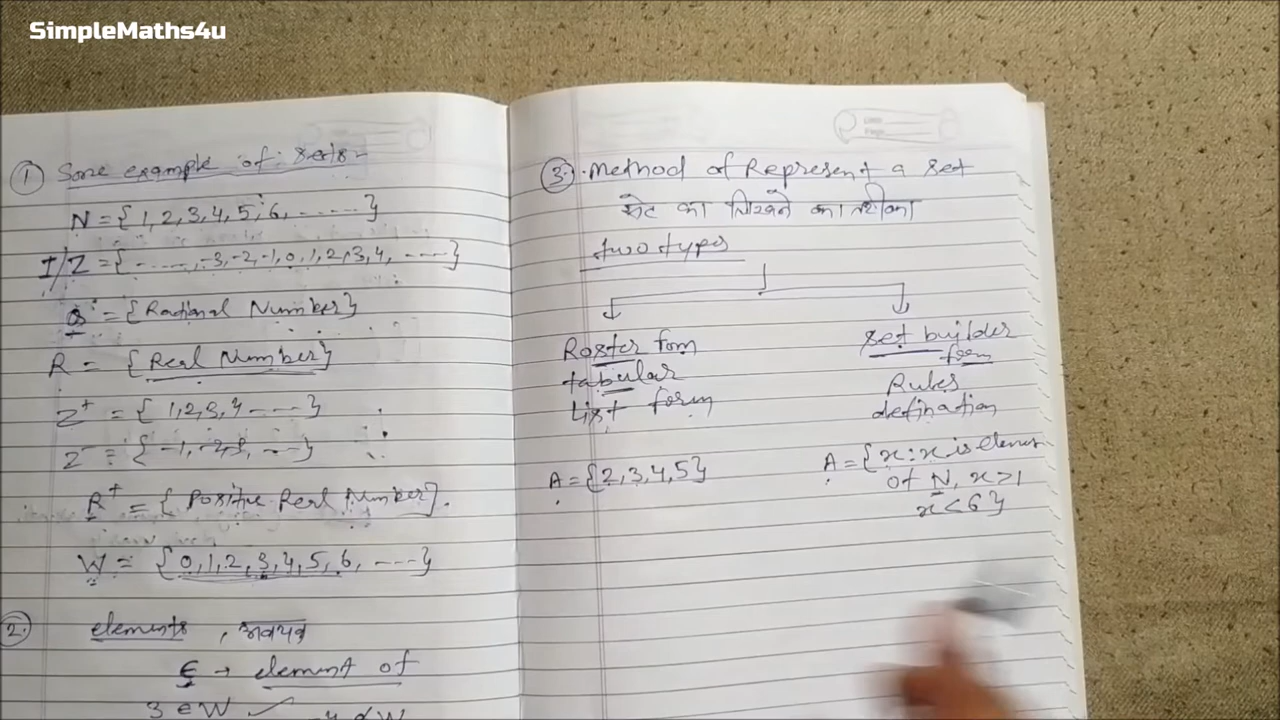 SimpleMaths4u
① Some example of sets-
N = {1, 2, 3, 4, 5, 6, ......}
I/Z = {......, -3, -2, -1, 0, 1, 2, 3, 4, .....}
Q = {Rational Number}
R = {Real Number}
Z⁺ = { 1, 2, 3, 4 ......}
Z⁻ = { -1, -2, -3, ....}
R⁺ = { Positive Real Number}.
W = {0, 1, 2, 3, 4, 5, 6, ....}
②. elements, अवयव
∈ → element of
3 ∈ W ✓
③. Method of Represent a set
सेट का लिखने का तरीका
two types
Roster form
tabular
List form
A = {2, 3, 4, 5}
set builder
form
Rules
defination
A = {x : x is elemen
of N, x > 1
x < 6}